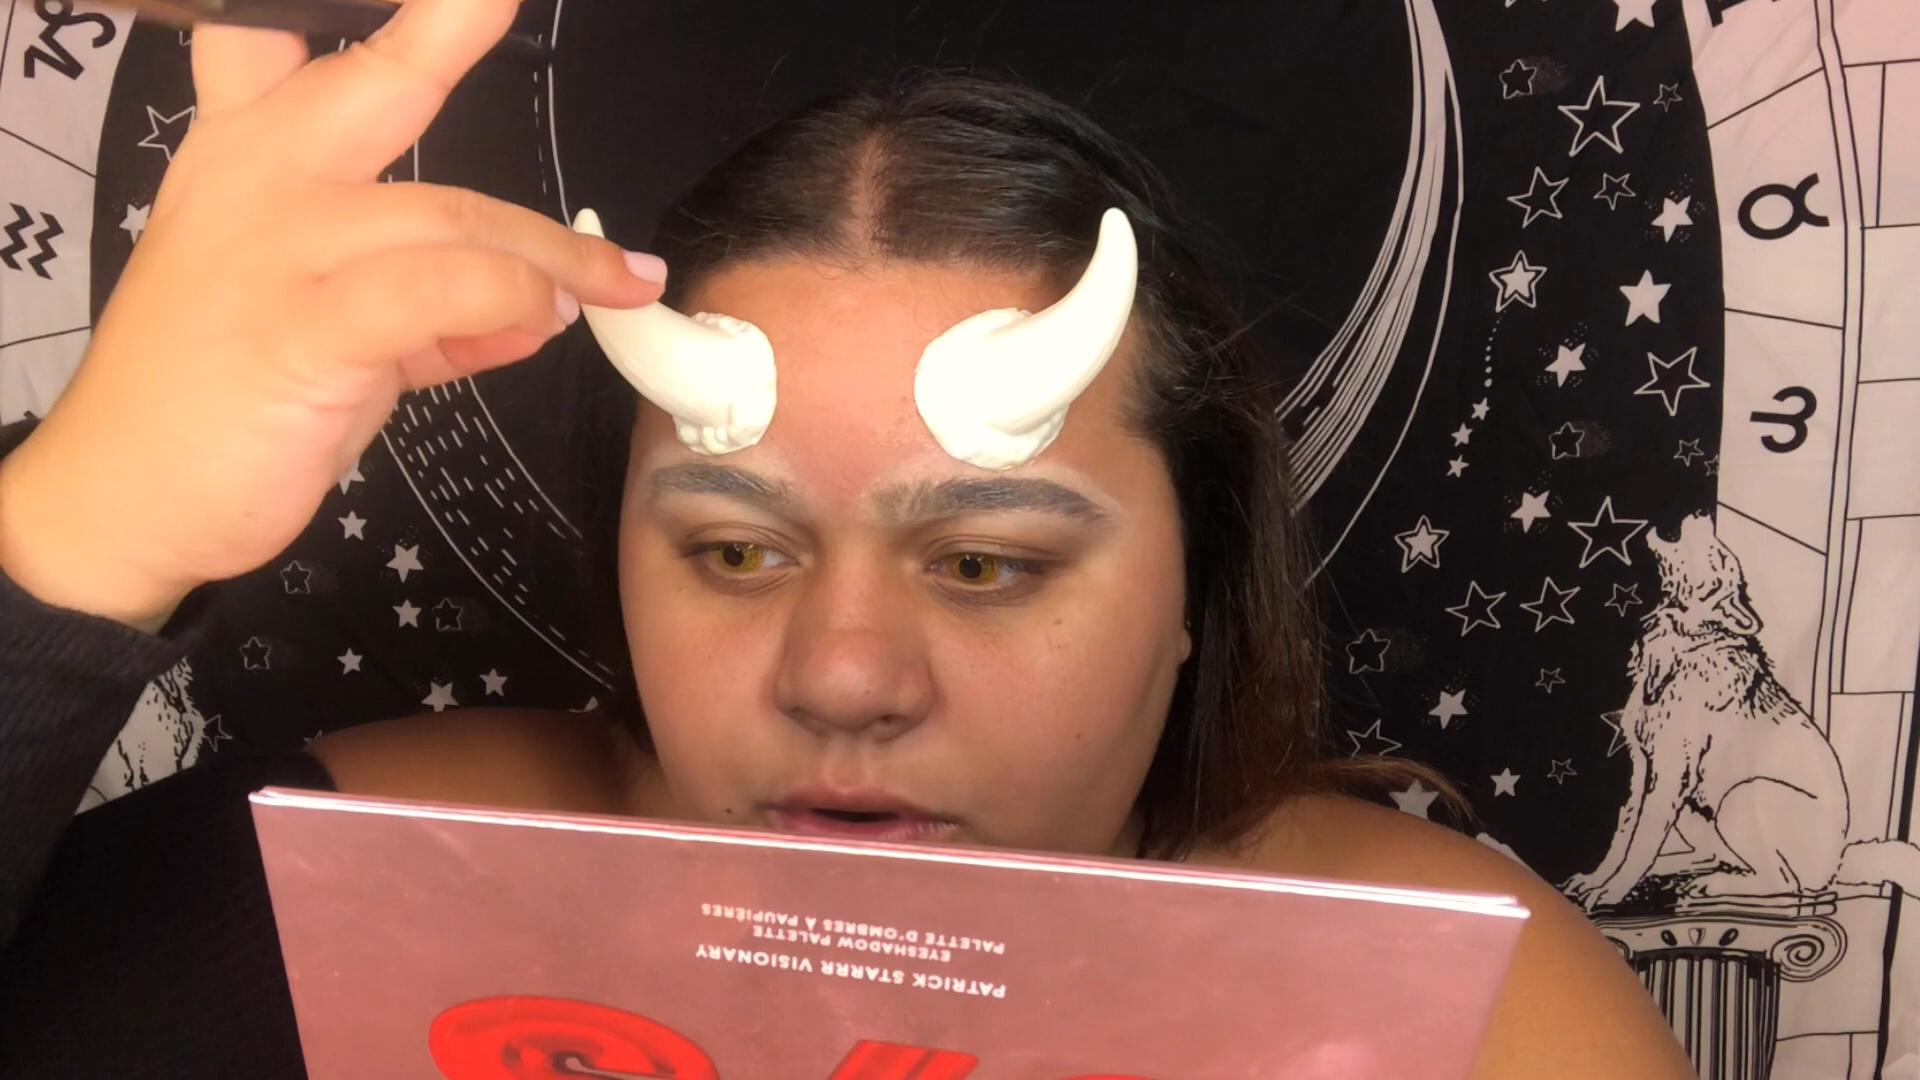 PATRICK STARRR VISIONARY
EYESHADOW PALETTE
PALETTE D'OMBRES À PAUPIÈRES